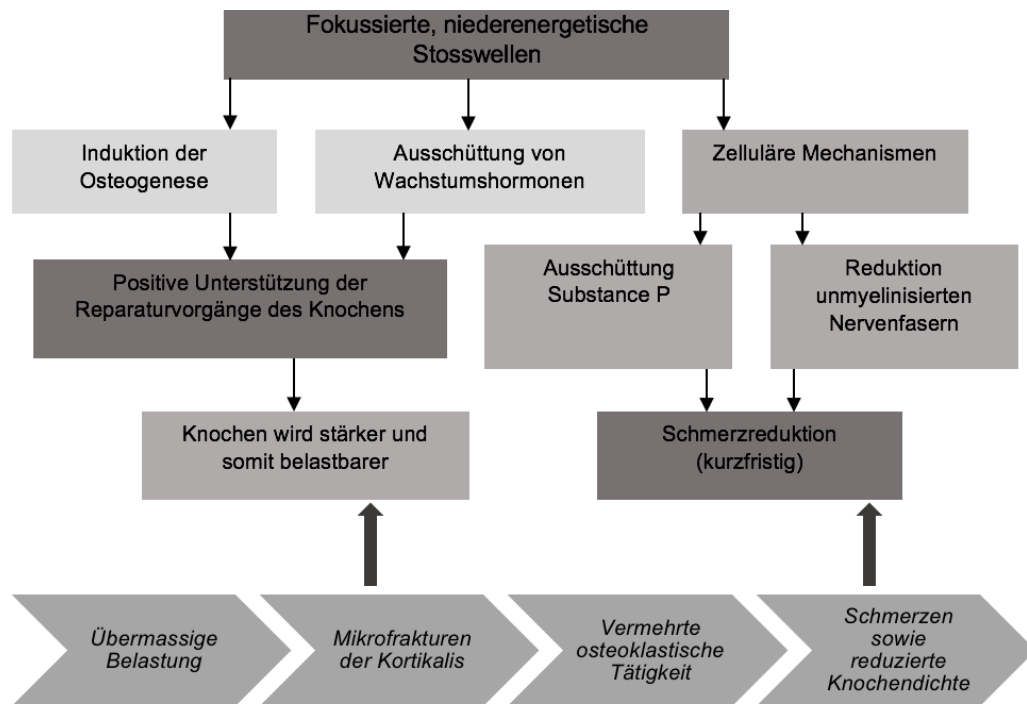 Fokussierte, niederenergetische
Stosswellen
Induktion der
Osteogenese
Ausschüttung von
Wachstumshormonen
Zelluläre Mechanismen
Positive Unterstützung der
Reparaturvorgänge des Knochens
Ausschüttung
Substance P
Reduktion
unmyelinisierten
Nervenfasern
Knochen wird stärker und
somit belastbarer
Schmerzreduktion
(kurzfristig)
Übermassige
Belastung
Mikrofrakturen
der Kortikalis
Vermehrte
osteoklastische
Tätigkeit
Schmerzen
sowie
reduzierte
Knochendichte